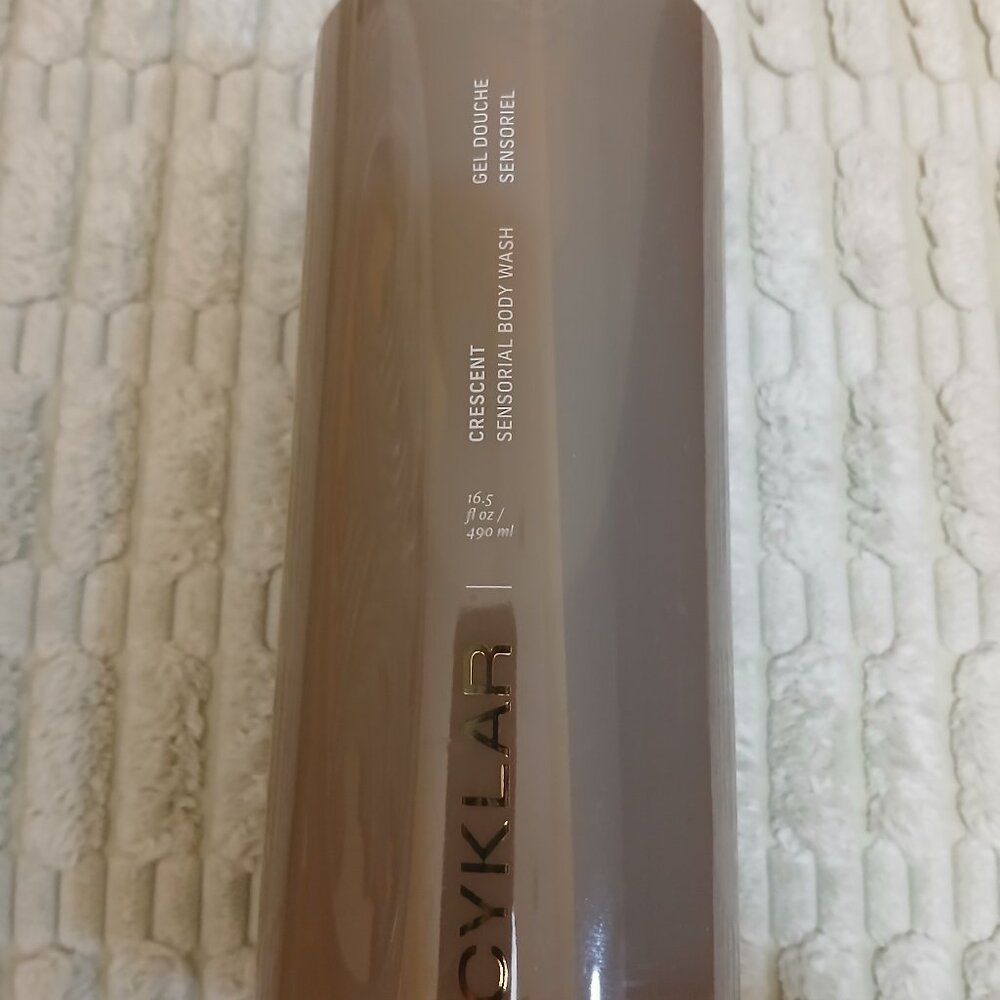 CYKLAR
16.5
fl oz /
490 ml
CRESCENT
SENSORIAL BODY WASH
GEL DOUCHE
SENSORIEL